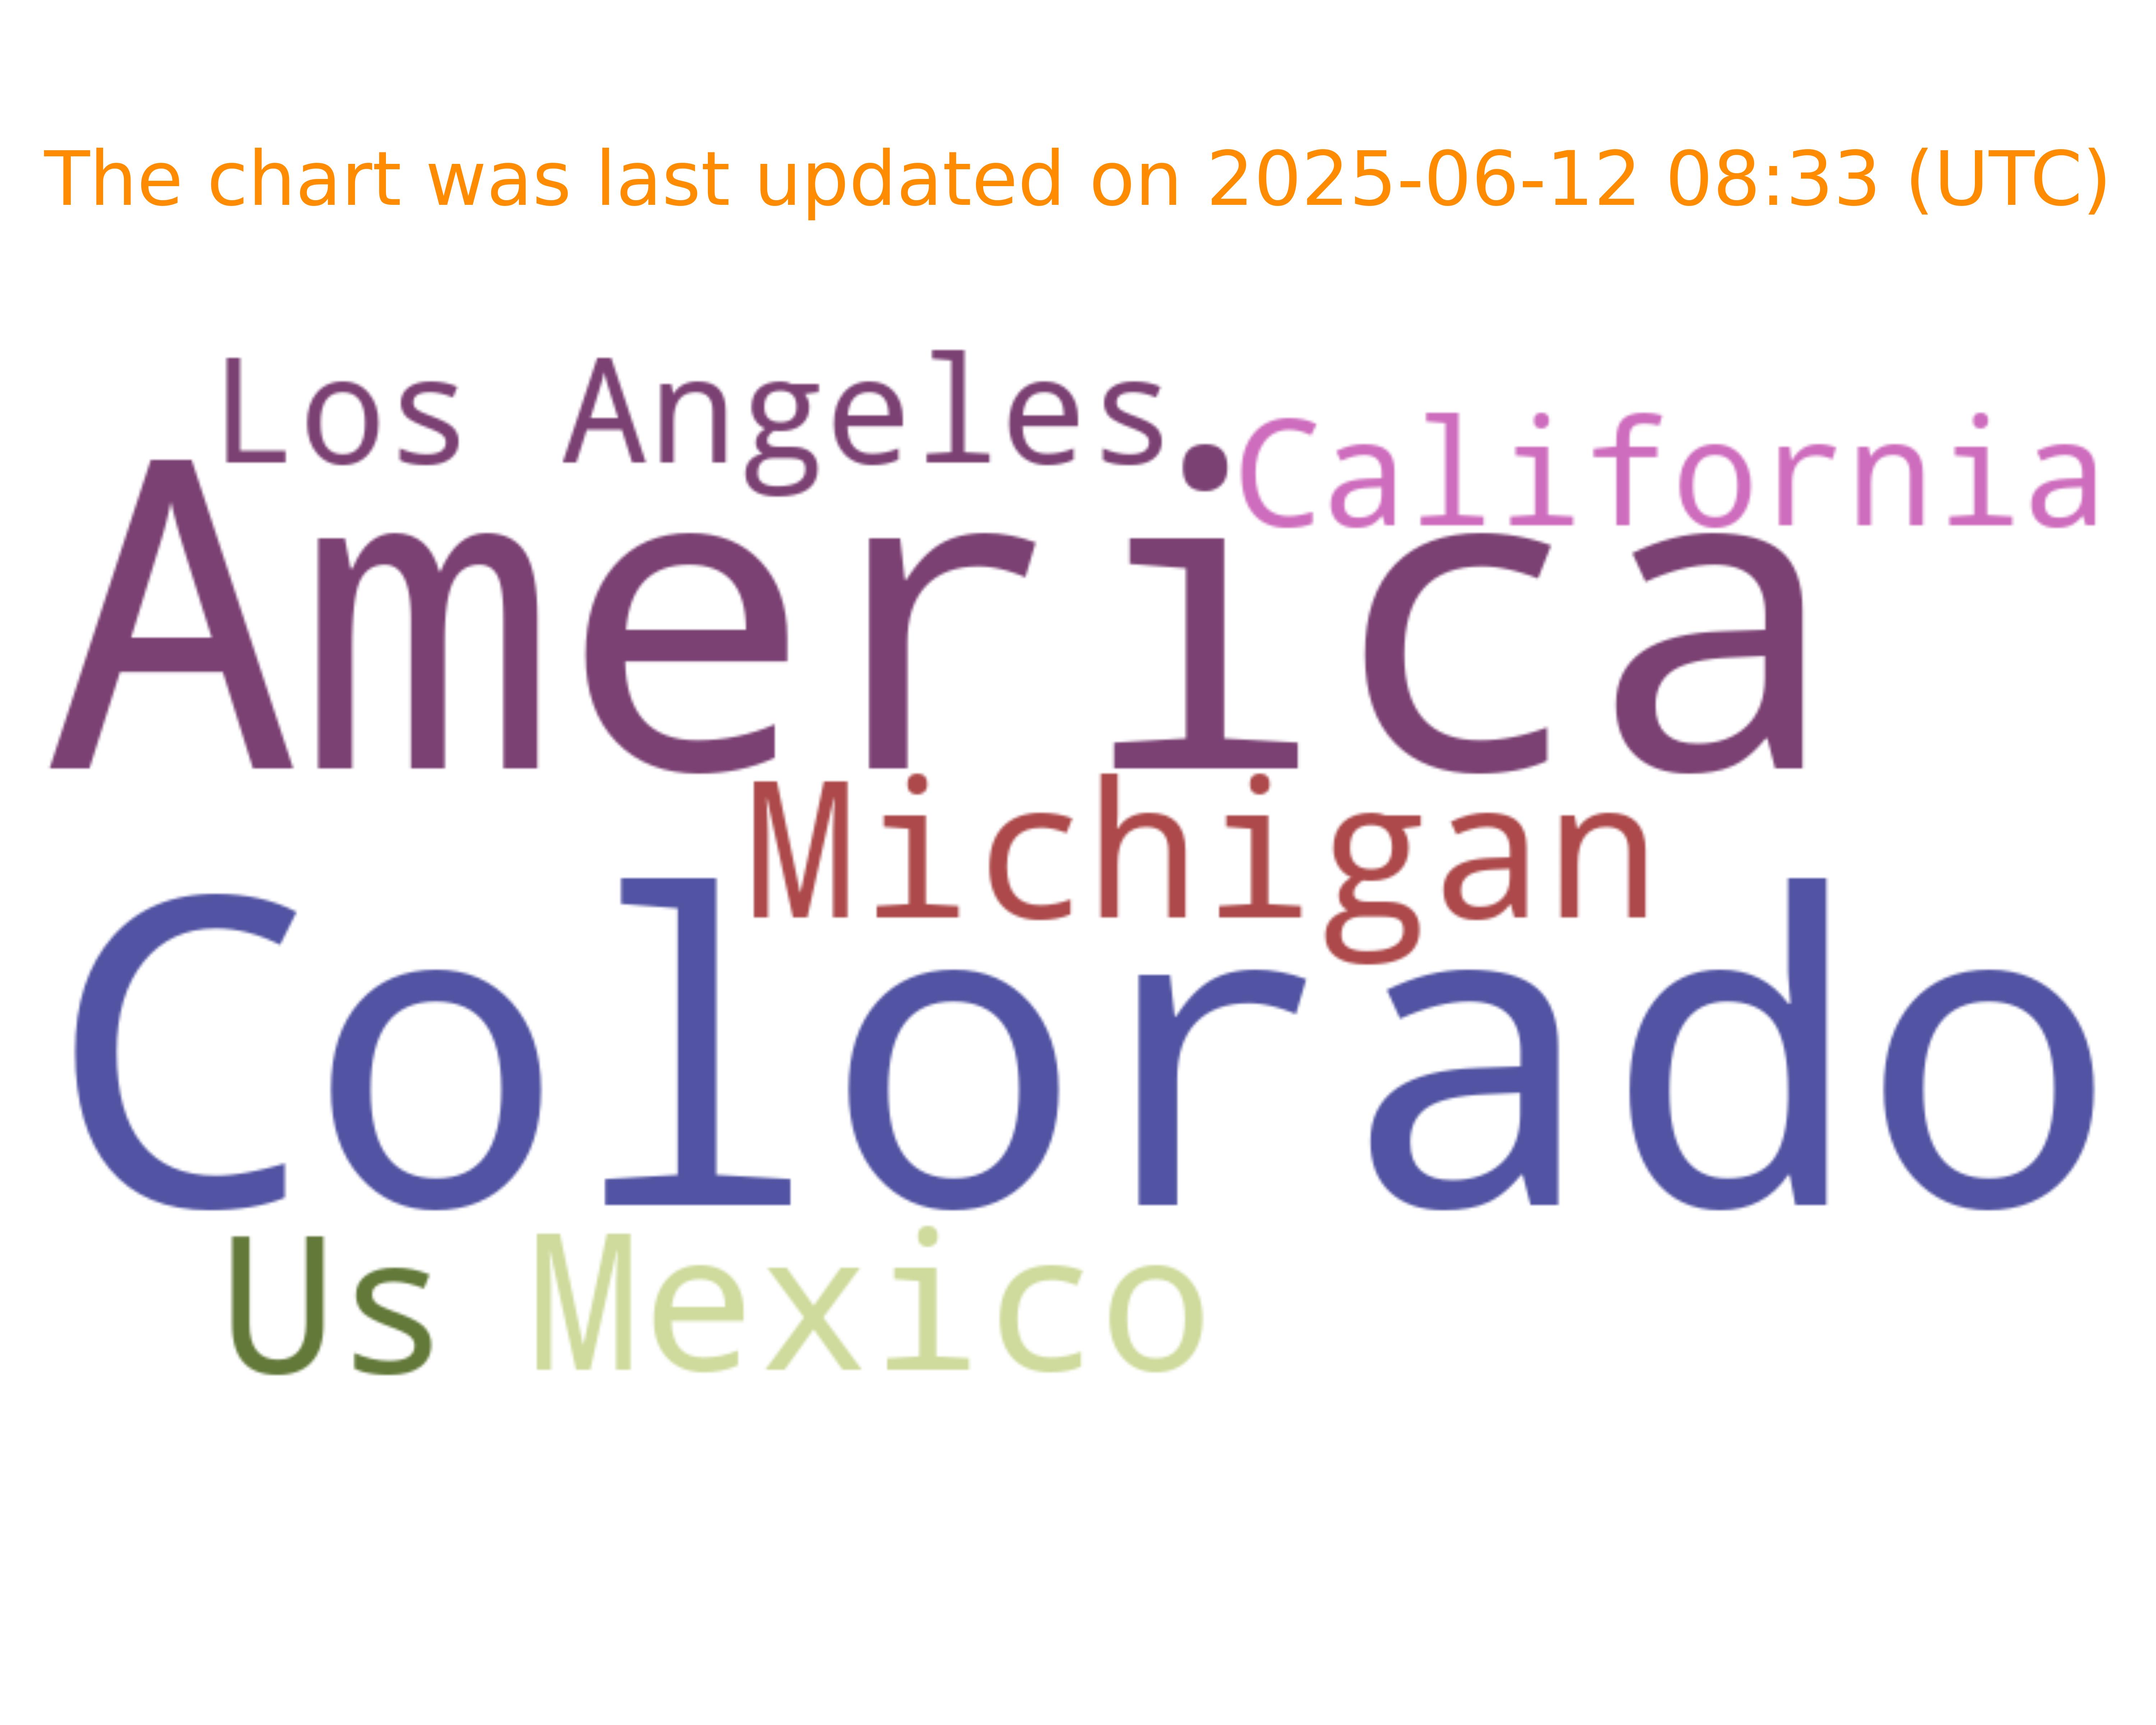 The chart was last updated on 2025-06-12 08:33 (UTC)
Los Angeles
California
America
Michigan
Colorado
Us Mexico